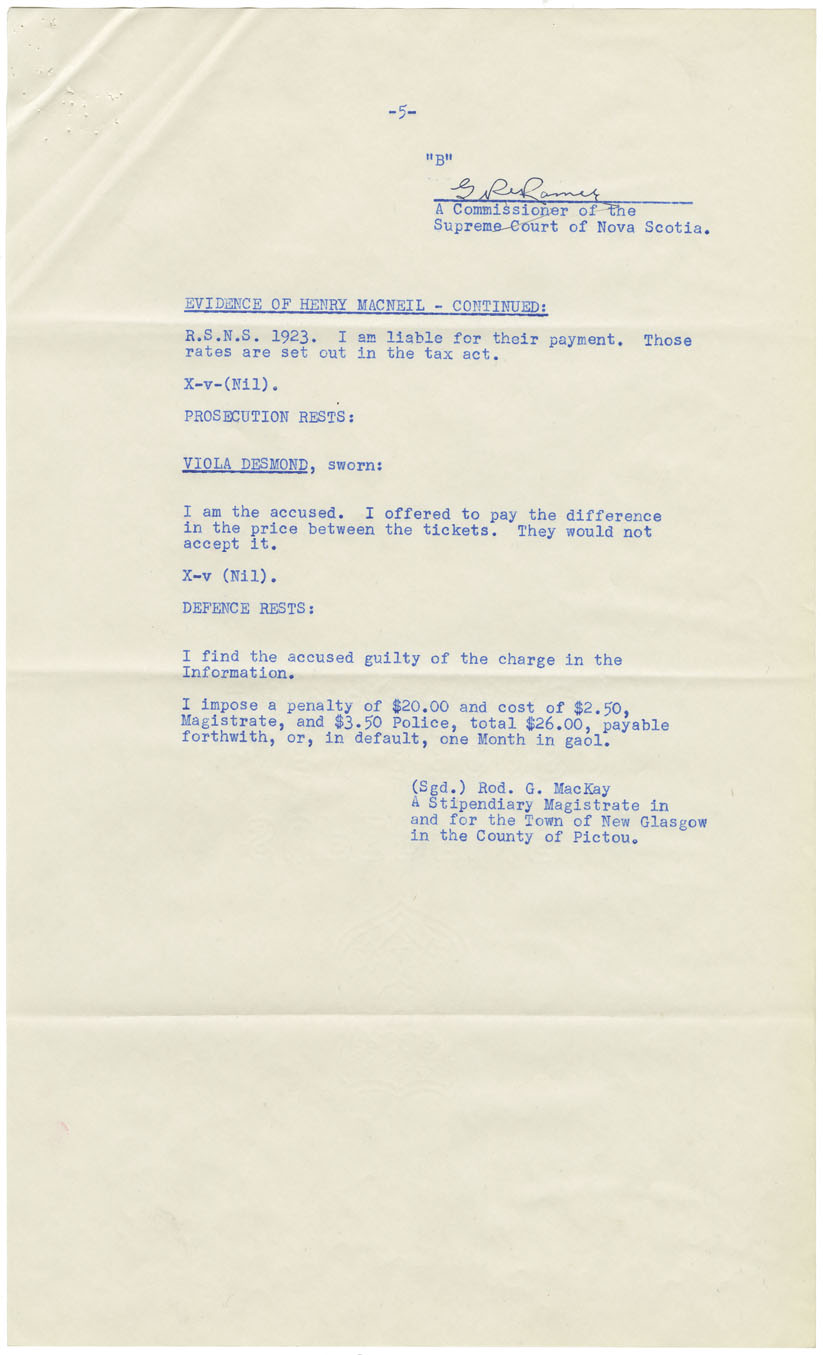 -5-
"B"
A Commissioner of the
Supreme Court of Nova Scotia.
EVIDENCE OF HENRY MACNEIL - CONTINUED:
R.S.N.S. 1923. I am liable for their payment. Those
rates are set out in the tax act.
X-v-(Nil).
PROSECUTION RESTS:
VIOLA DESMOND, sworn:
I am the accused. I offered to pay the difference
in the price between the tickets. They would not
accept it.
X-v (Nil).
DEFENCE RESTS:
I find the accused guilty of the charge in the
Information.
I impose a penalty of $20.00 and cost of $2.50,
Magistrate, and $3.50 Police, total $26.00, payable
forthwith, or, in default, one Month in gaol.
(Sgd.) Rod. G. MacKay
A Stipendiary Magistrate in
and for the Town of New Glasgow
in the County of Pictou.